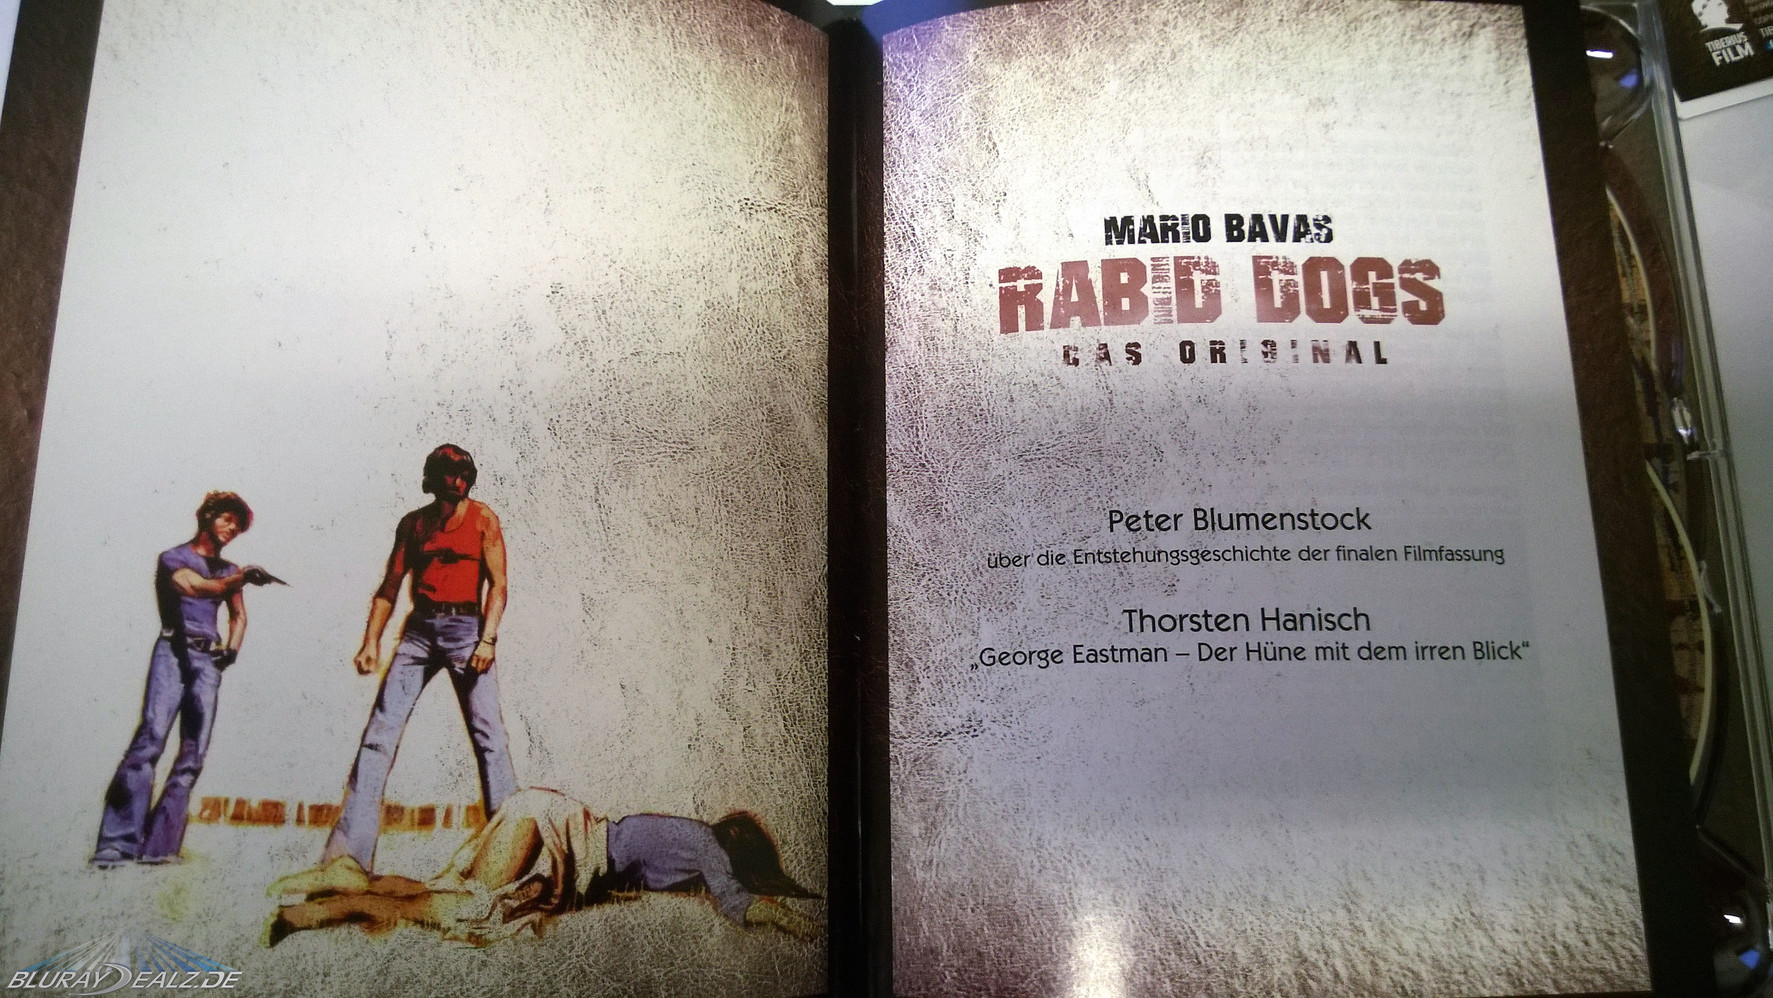 MARIO BAVAS
RABID DOGS
DAS ORIGINAL
Peter Blumenstock
über die Entstehungsgeschichte der finalen Filmfassung
Thorsten Hanisch
„George Eastman – Der Hüne mit dem irren Blick“
TIBERIUS
FILM
BLURAYDEALZ.DE